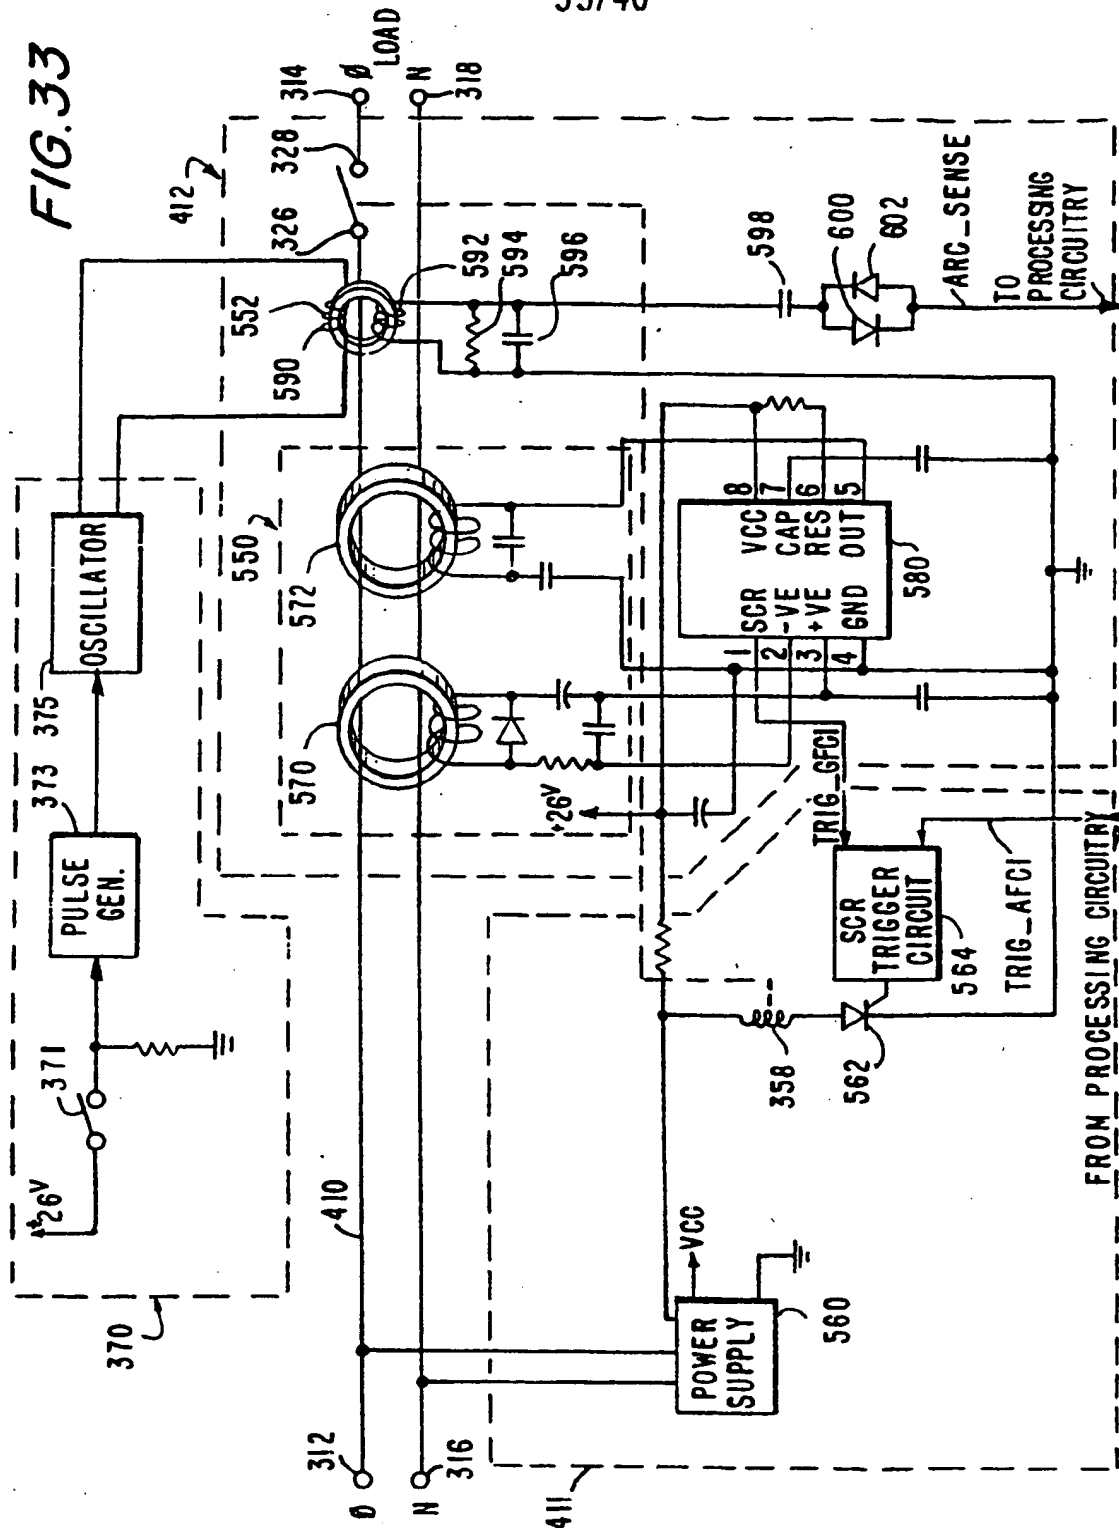 FIG.33
+26V
371
PULSE
GEN.
373
OSCILLATOR
375
370
412
552
590
326
328
314
Ø
LOAD
N
318
312
Ø
N
316
410
570
572
550
592
594
596
598
600
602
ARC_SENSE
TO
PROCESSING
CIRCUITRY
+26V
1 SCR
2 -VE
3 +VE
4 GND
VCC 8
CAP 7
RES 6
OUT 5
580
TRIG_GFCI
SCR
TRIGGER
CIRCUIT
564
TRIG_AFCI
358
562
POWER
SUPPLY
VCC
560
411
FROM PROCESSING CIRCUITRY